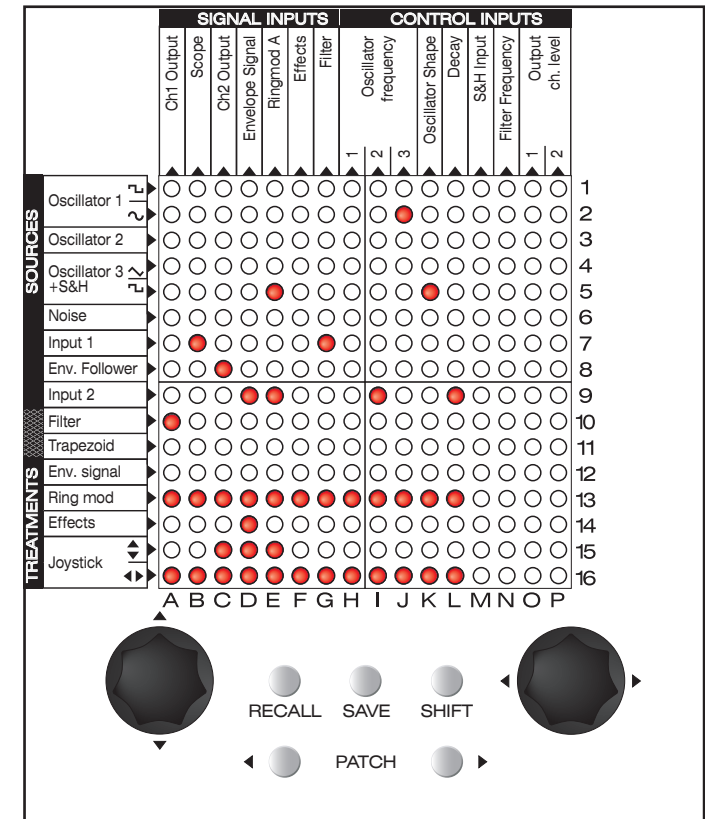 SIGNAL INPUTS CONTROL INPUTS
Ch1 Output
Scope
Ch2 Output
Envelope Signal
Ringmod A
Effects
Filter
Oscillator
frequency
1
2
3
Oscillator Shape
Decay
S&H Input
Filter Frequency
Output
ch. level
1
2
SOURCES
Oscillator 1
Oscillator 2
Oscillator 3
+S&H
Noise
Input 1
Env. Follower
Input 2
Filter
Trapezoid
TREATMENTS
Env. signal
Ring mod
Effects
Joystick
1
2
3
4
5
6
7
8
9
10
11
12
13
14
15
16
A B C D E F G H I J K L M N O P
RECALL SAVE SHIFT
PATCH